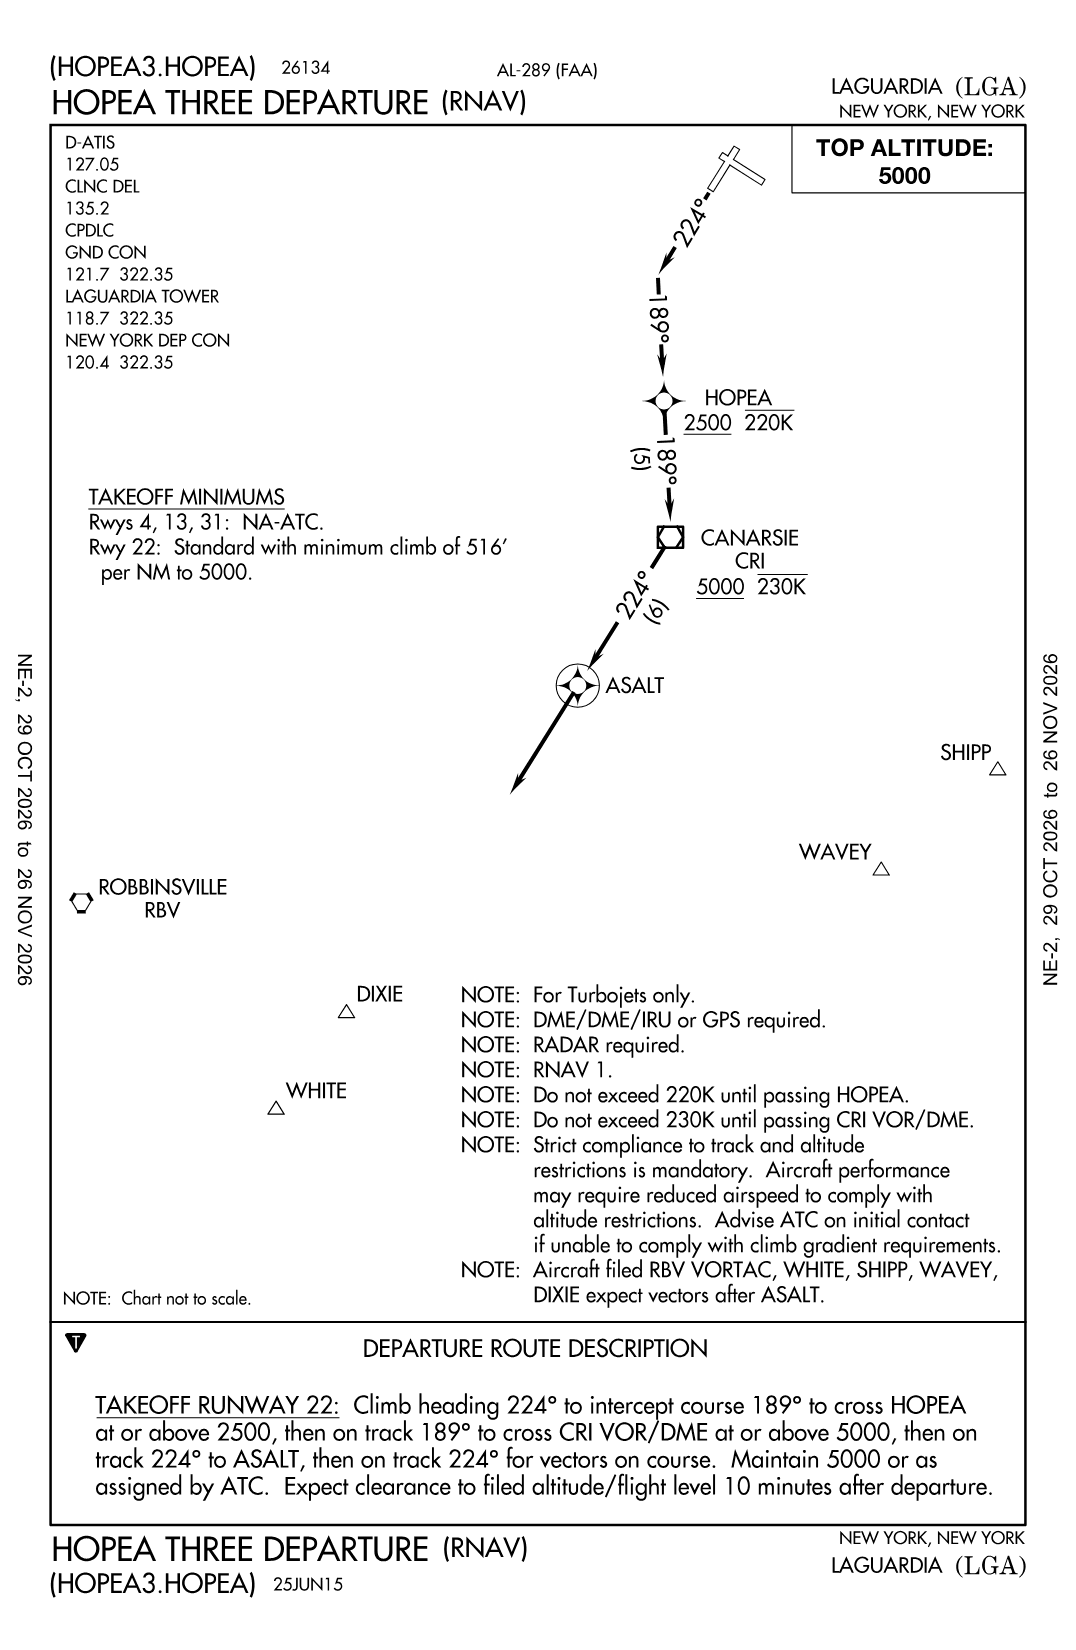 (HOPEA3.HOPEA) 26134
AL-289 (FAA)
HOPEA THREE DEPARTURE (RNAV)
LAGUARDIA (LGA)
NEW YORK, NEW YORK
D-ATIS
127.05
CLNC DEL
135.2
CPDLC
GND CON
121.7 322.35
LAGUARDIA TOWER
118.7 322.35
NEW YORK DEP CON
120.4 322.35
TOP ALTITUDE:
5000
224°
189°
HOPEA
2500 220K
189°
(5)
TAKEOFF MINIMUMS
Rwys 4, 13, 31: NA-ATC.
Rwy 22: Standard with minimum climb of 516'
per NM to 5000.
CANARSIE
CRI
5000 230K
224°
(6)
ASALT
SHIPP
WAVEY
ROBBINSVILLE
RBV
DIXIE
WHITE
NE-2, 29 OCT 2026 to 26 NOV 2026
NE-2, 29 OCT 2026 to 26 NOV 2026
NOTE: For Turbojets only.
NOTE: DME/DME/IRU or GPS required.
NOTE: RADAR required.
NOTE: RNAV 1.
NOTE: Do not exceed 220K until passing HOPEA.
NOTE: Do not exceed 230K until passing CRI VOR/DME.
NOTE: Strict compliance to track and altitude
restrictions is mandatory. Aircraft performance
may require reduced airspeed to comply with
altitude restrictions. Advise ATC on initial contact
if unable to comply with climb gradient requirements.
NOTE: Aircraft filed RBV VORTAC, WHITE, SHIPP, WAVEY,
DIXIE expect vectors after ASALT.
NOTE: Chart not to scale.
T
DEPARTURE ROUTE DESCRIPTION
TAKEOFF RUNWAY 22: Climb heading 224° to intercept course 189° to cross HOPEA
at or above 2500, then on track 189° to cross CRI VOR/DME at or above 5000, then on
track 224° to ASALT, then on track 224° for vectors on course. Maintain 5000 or as
assigned by ATC. Expect clearance to filed altitude/flight level 10 minutes after departure.
HOPEA THREE DEPARTURE (RNAV)
(HOPEA3.HOPEA) 25JUN15
NEW YORK, NEW YORK
LAGUARDIA (LGA)